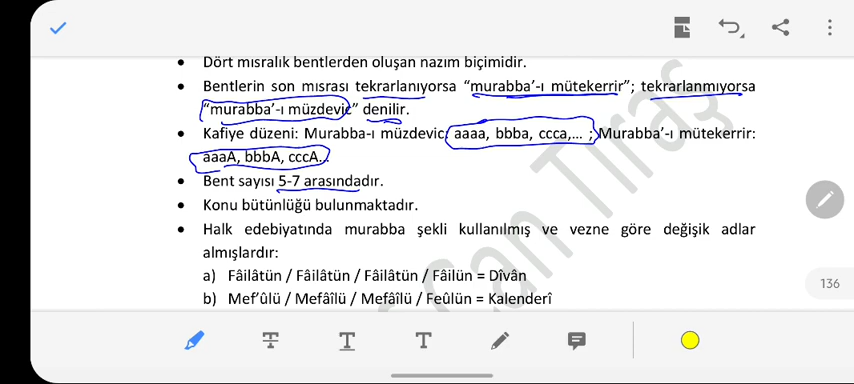 • Dört mısralık bentlerden oluşan nazım biçimidir.
• Bentlerin son mısrası tekrarlanıyorsa “murabba’-ı mütekerrir”; tekrarlanmıyorsa
“murabba’-ı müzdevic” denilir.
• Kafiye düzeni: Murabba-ı müzdevic: aaaa, bbba, ccca,... ; Murabba’-ı mütekerrir:
aaaA, bbbA, cccA...
• Bent sayısı 5-7 arasındadır.
• Konu bütünlüğü bulunmaktadır.
• Halk edebiyatında murabba şekli kullanılmış ve vezne göre değişik adlar
almışlardır:
a) Fâilâtün / Fâilâtün / Fâilâtün / Fâilün = Dîvân
b) Mef’ûlü / Mefâîlü / Mefâîlü / Feûlün = Kalenderî
Can Tıraş
136
T T T